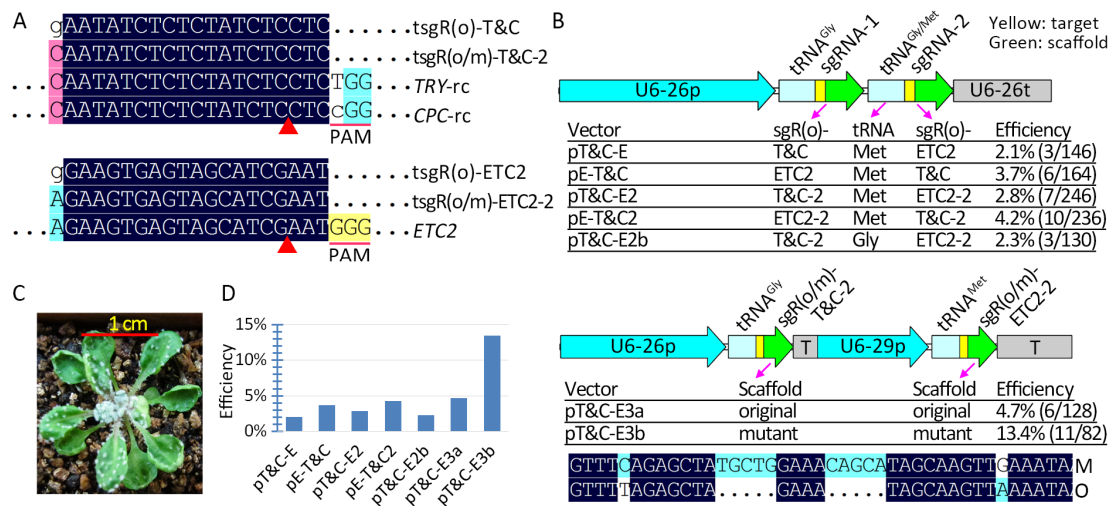 A
gAATATCTCTCTATCTCCTC......tsgR(o)-T&C
CAATATCTCTCTATCTCCTC......tsgR(o/m)-T&C-2
...CAATATCTCTCTATCTCCTCTGG...TRY-rc
...CAATATCTCTCTATCTCCTCcGG...CPC-rc
PAM
gGAAGTGAGTAGCATCGAAT......tsgR(o)-ETC2
AGAAGTGAGTAGCATCGAAT......tsgR(o/m)-ETC2-2
...AGAAGTGAGTAGCATCGAATGGG...ETC2
PAM
B
Yellow: target
Green: scaffold
tRNAGly
sgRNA-1
tRNAGly/Met
sgRNA-2
U6-26p
U6-26t
Vector sgR(o)- tRNA sgR(o)- Efficiency
pT&C-E T&C Met ETC2 2.1% (3/146)
pE-T&C ETC2 Met T&C 3.7% (6/164)
pT&C-E2 T&C-2 Met ETC2-2 2.8% (7/246)
pE-T&C2 ETC2-2 Met T&C-2 4.2% (10/236)
pT&C-E2b T&C-2 Gly ETC2-2 2.3% (3/130)
tRNAGly
sgR(o/m)-
T&C-2
tRNAMet
sgR(o/m)-
ETC2-2
U6-26p T U6-29p T
Vector Scaffold Scaffold Efficiency
pT&C-E3a original original 4.7% (6/128)
pT&C-E3b mutant mutant 13.4% (11/82)
GTTTCAGAGCTATGCTGGAAACAGCATAGCAAGTTGAAATA M
GTTTTAGAGCTA.....GAAA.....TAGCAAGTTAAAATA O
C
1 cm
D
Efficiency
15%
10%
5%
0%
pT&C-E
pE-T&C
pT&C-E2
pE-T&C2
pT&C-E2b
pT&C-E3a
pT&C-E3b